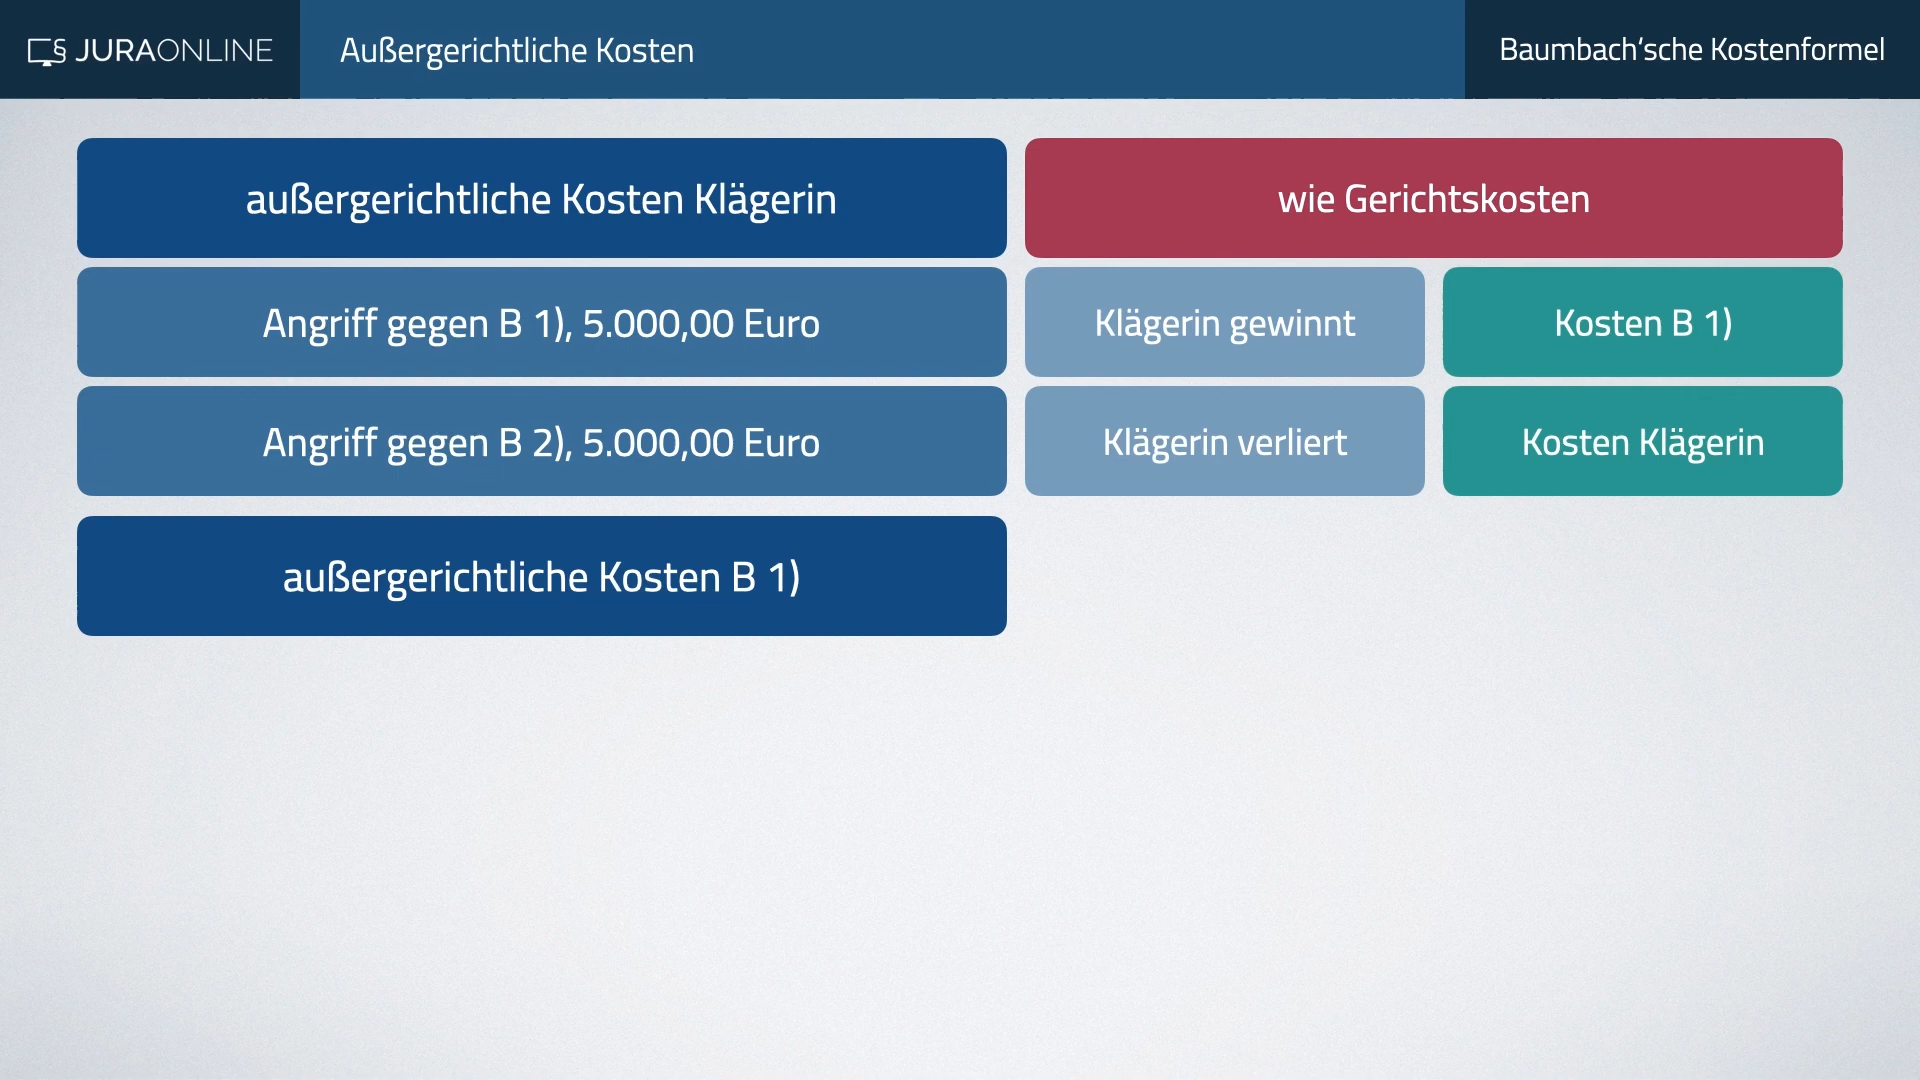 JURAONLINE
Außergerichtliche Kosten
Baumbach‘sche Kostenformel
außergerichtliche Kosten Klägerin
wie Gerichtskosten
Angriff gegen B 1), 5.000,00 Euro
Klägerin gewinnt
Kosten B 1)
Angriff gegen B 2), 5.000,00 Euro
Klägerin verliert
Kosten Klägerin
außergerichtliche Kosten B 1)